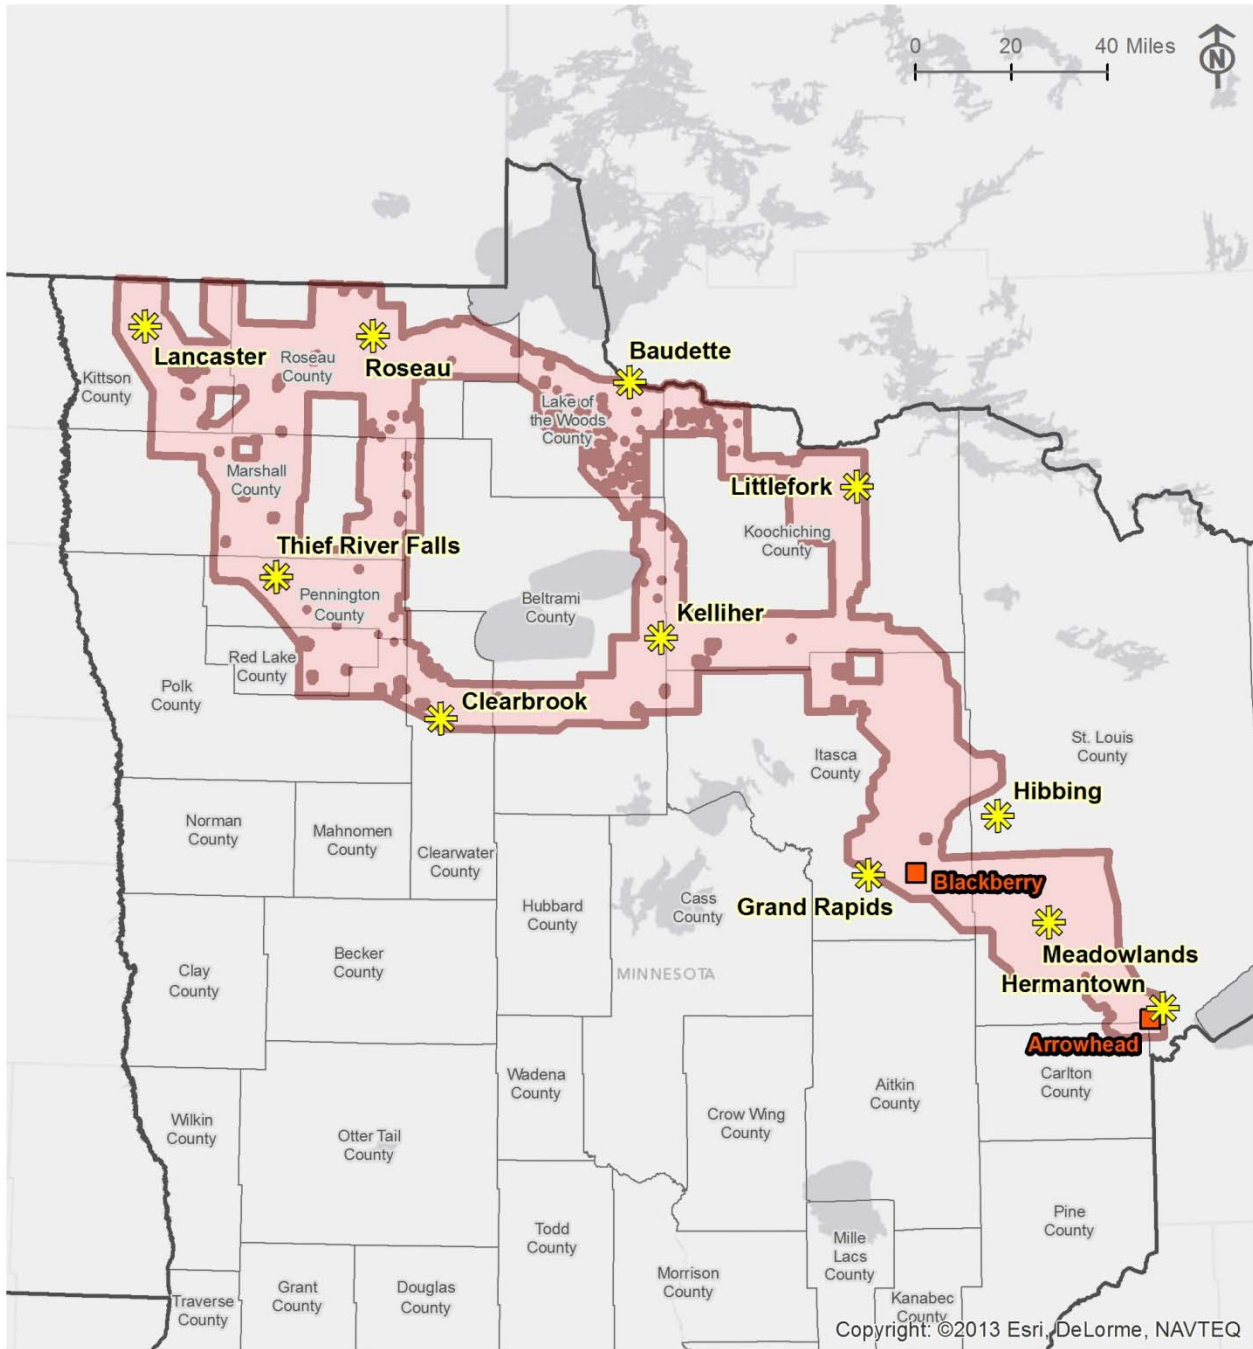 0 20 40 Miles
N
Baudette
Lancaster
Roseau
County
Roseau
Kittson
County
Lake of
the Woods
County
Marshall
County
Littlefork
Koochiching
County
Thief River Falls
Pennington
County
Beltrami
County
Kelliher
Red Lake
County
Polk
County
Clearbrook
Itasca
County
St. Louis
County
Hibbing
Norman
County
Mahnomen
County
Clearwater
County
Blackberry
Grand Rapids
Cass
County
Hubbard
County
Becker
County
Meadowlands
Hermantown
MINNESOTA
Clay
County
Arrowhead
Wadena
County
Carlton
County
Aitkin
County
Crow Wing
County
Wilkin
County
Otter Tail
County
Todd
County
Pine
County
Mille
Lacs
County
Morrison
County
Grant
County
Douglas
County
Traverse
County
Kanabec
County
Copyright: ©2013 Esri, DeLorme, NAVTEQ